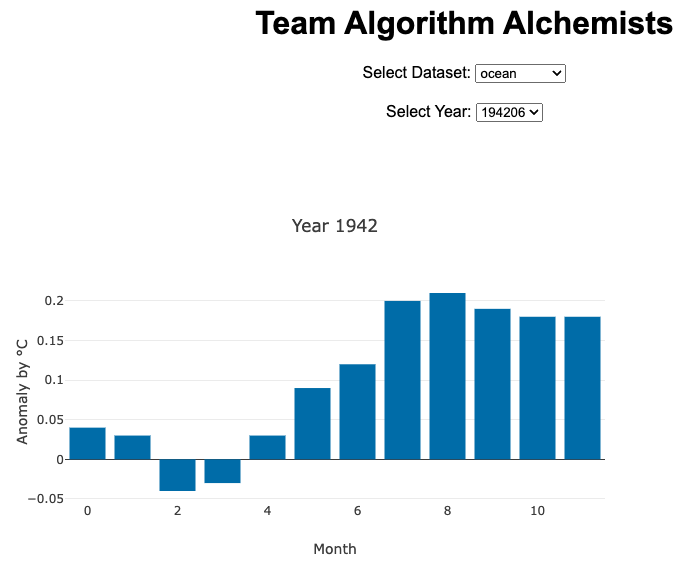 Team Algorithm Alchemists
Select Dataset: ocean
Select Year: 194206
Year 1942
Anomaly by °C
0.2
0.15
0.1
0.05
0
−0.05
0 2 4 6 8 10
Month